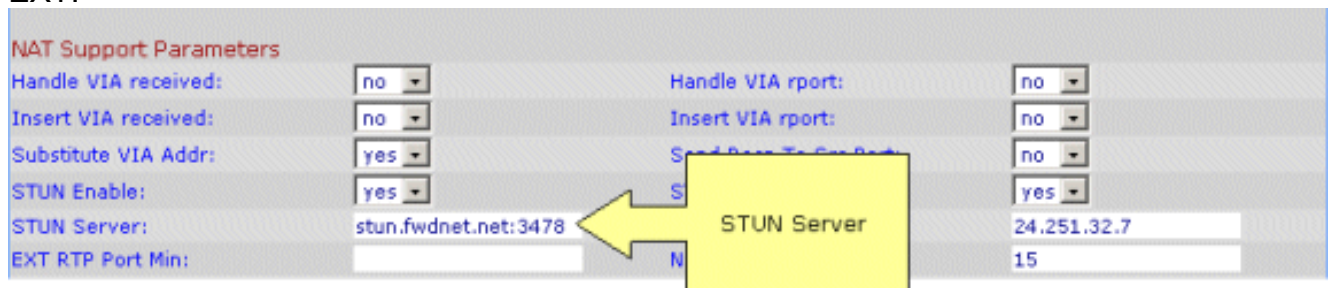 NAT Support Parameters
Handle VIA received: no Handle VIA rport: no
Insert VIA received: no Insert VIA rport: no
Substitute VIA Addr: yes no
STUN Enable: yes yes
STUN Server: stun.fwdnet.net:3478 STUN Server 24.251.32.7
EXT RTP Port Min: 15